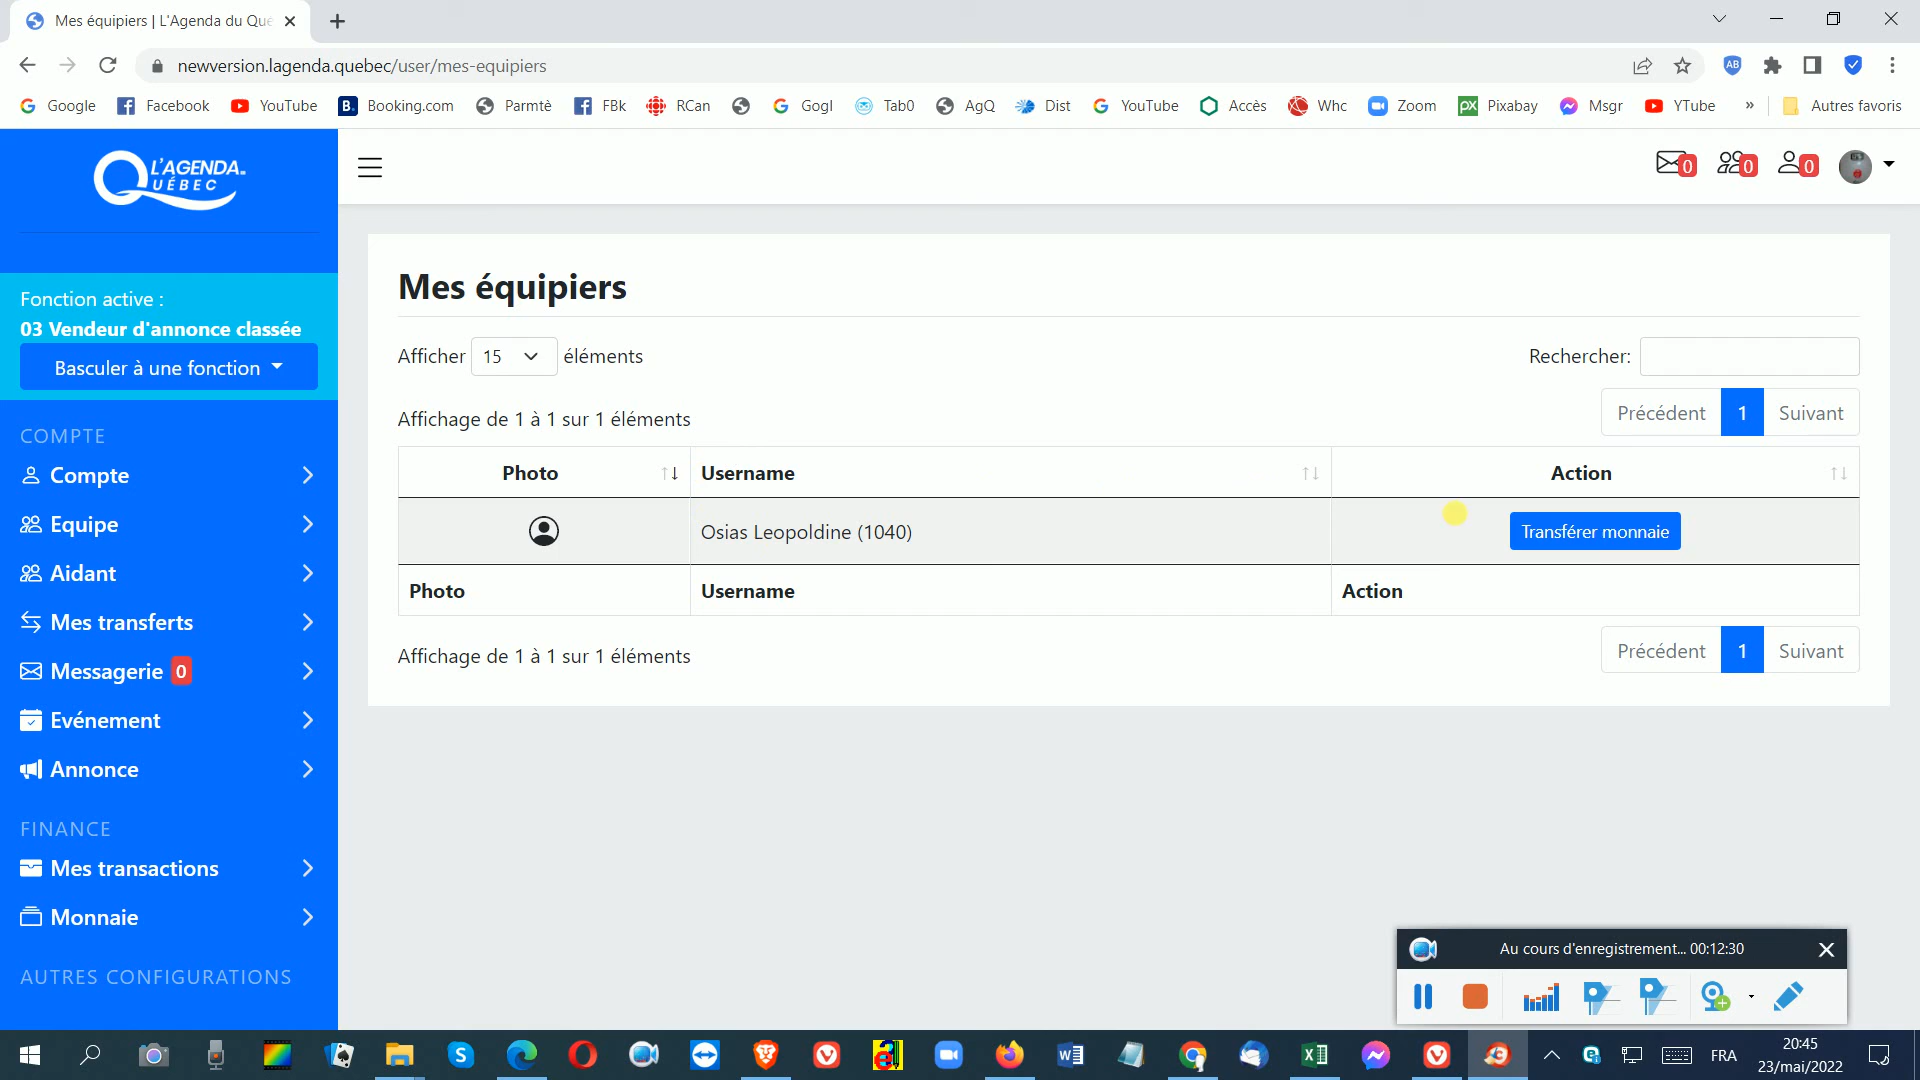 Mes équipiers | L'Agenda du Qué
newversion.lagenda.quebec/user/mes-equipiers
Google Facebook YouTube Booking.com Parmtè FBk RCan Gogl Tab0 AgQ Dist YouTube Accès Whc Zoom Pixabay Msgr YTube » Autres favoris
L'AGENDA
QUÉBEC
0 0 0
Fonction active :
03 Vendeur d'annonce classée
Basculer à une fonction
COMPTE
Compte
Equipe
Aidant
Mes transferts
Messagerie 0
Evénement
Annonce
FINANCE
Mes transactions
Monnaie
AUTRES CONFIGURATIONS
Mes équipiers
Afficher 15 éléments
Rechercher:
Affichage de 1 à 1 sur 1 éléments
Précédent 1 Suivant
Photo Username Action
Osias Leopoldine (1040) Transférer monnaie
Photo Username Action
Affichage de 1 à 1 sur 1 éléments
Précédent 1 Suivant
Au cours d'enregistrement... 00:12:30
FRA
20:45
23/mai/2022